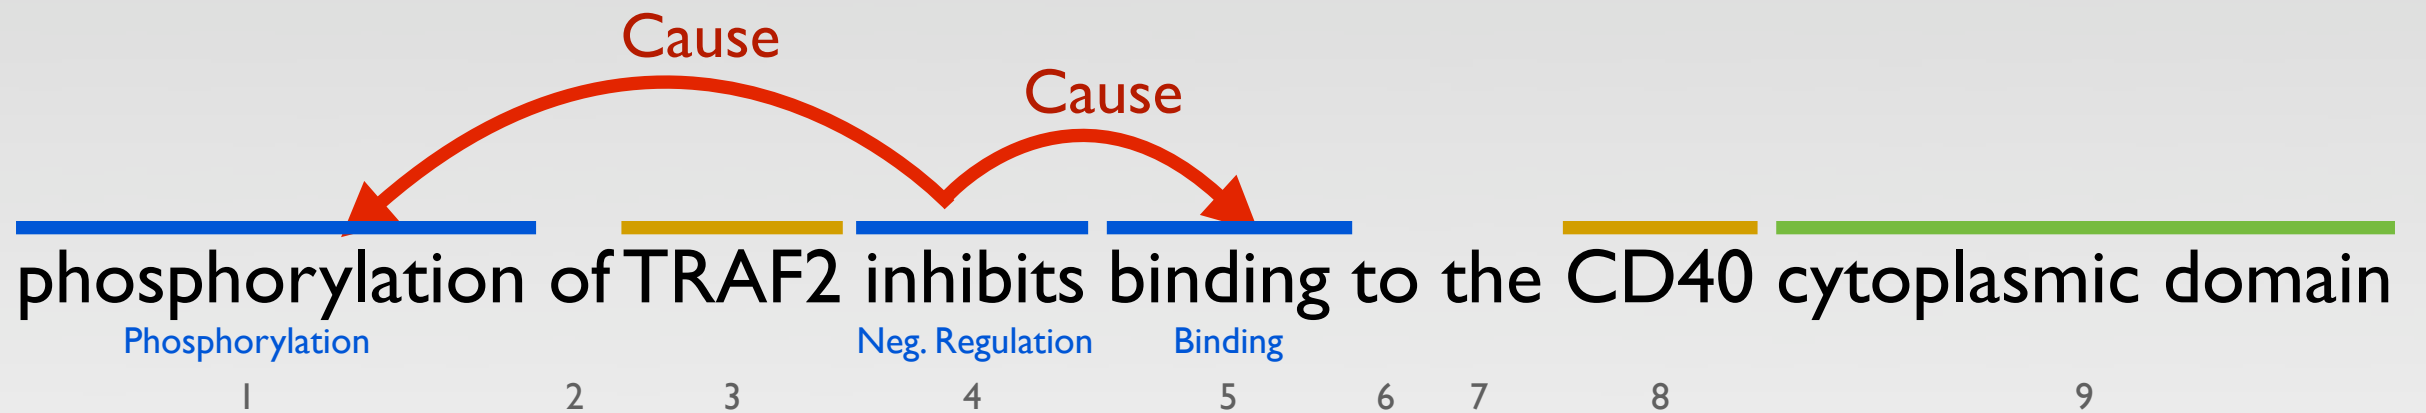 Cause
Cause
phosphorylation of TRAF2 inhibits binding to the CD40 cytoplasmic domain
Phosphorylation Neg. Regulation Binding
1 2 3 4 5 6 7 8 9